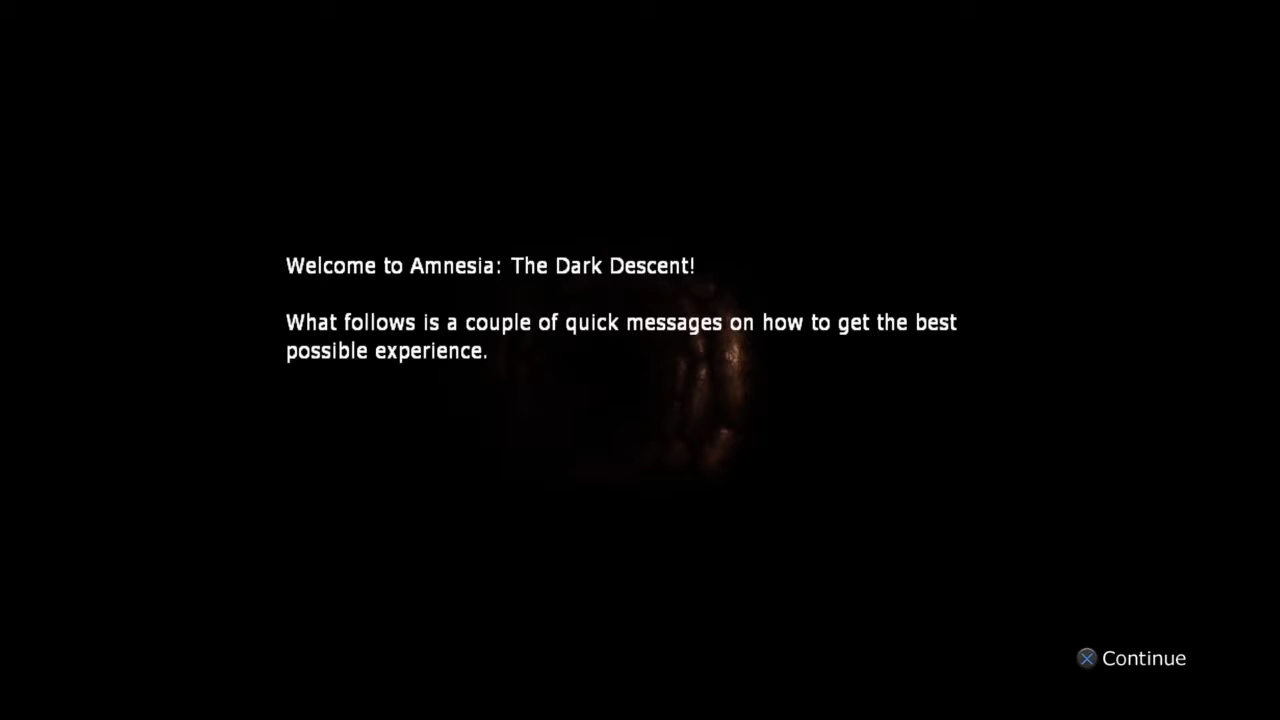 Welcome to Amnesia: The Dark Descent!
What follows is a couple of quick messages on how to get the best
possible experience.
Continue